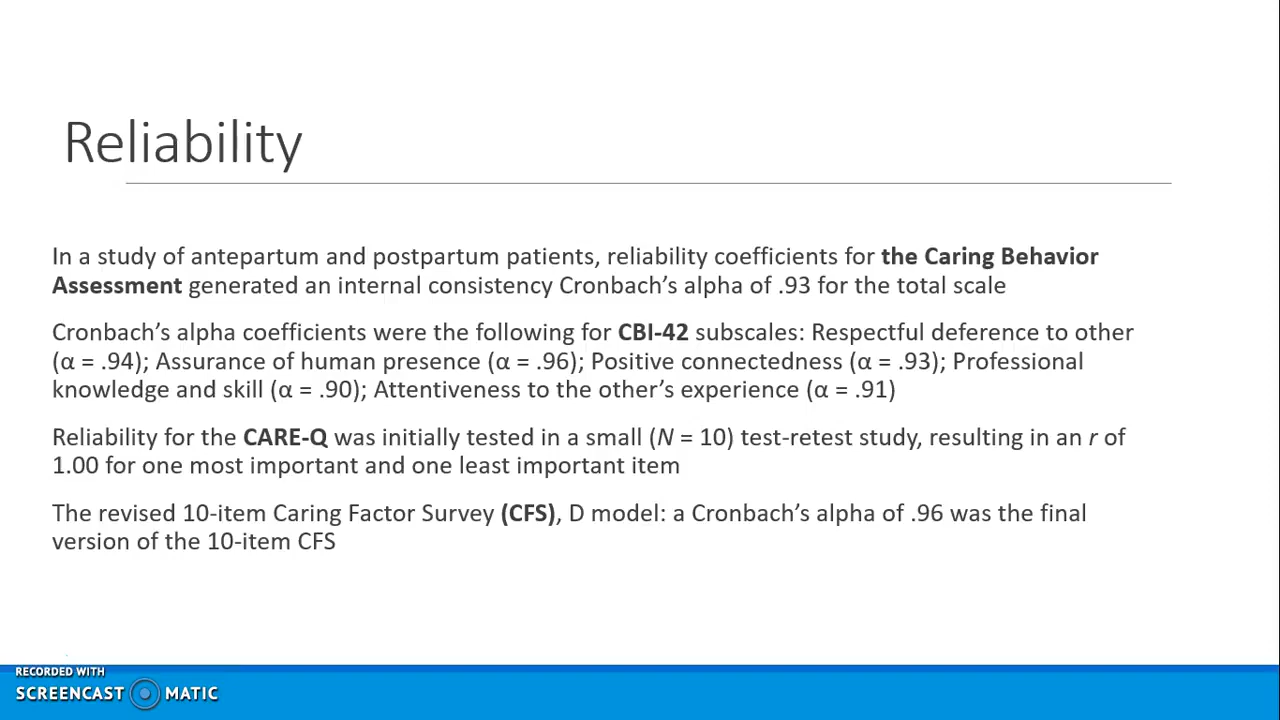 Reliability
In a study of antepartum and postpartum patients, reliability coefficients for the Caring Behavior
Assessment generated an internal consistency Cronbach’s alpha of .93 for the total scale
Cronbach’s alpha coefficients were the following for CBI-42 subscales: Respectful deference to other
(α = .94); Assurance of human presence (α = .96); Positive connectedness (α = .93); Professional
knowledge and skill (α = .90); Attentiveness to the other’s experience (α = .91)
Reliability for the CARE-Q was initially tested in a small (N = 10) test-retest study, resulting in an r of
1.00 for one most important and one least important item
The revised 10-item Caring Factor Survey (CFS), D model: a Cronbach’s alpha of .96 was the final
version of the 10-item CFS
RECORDED WITH
SCREENCAST MATIC